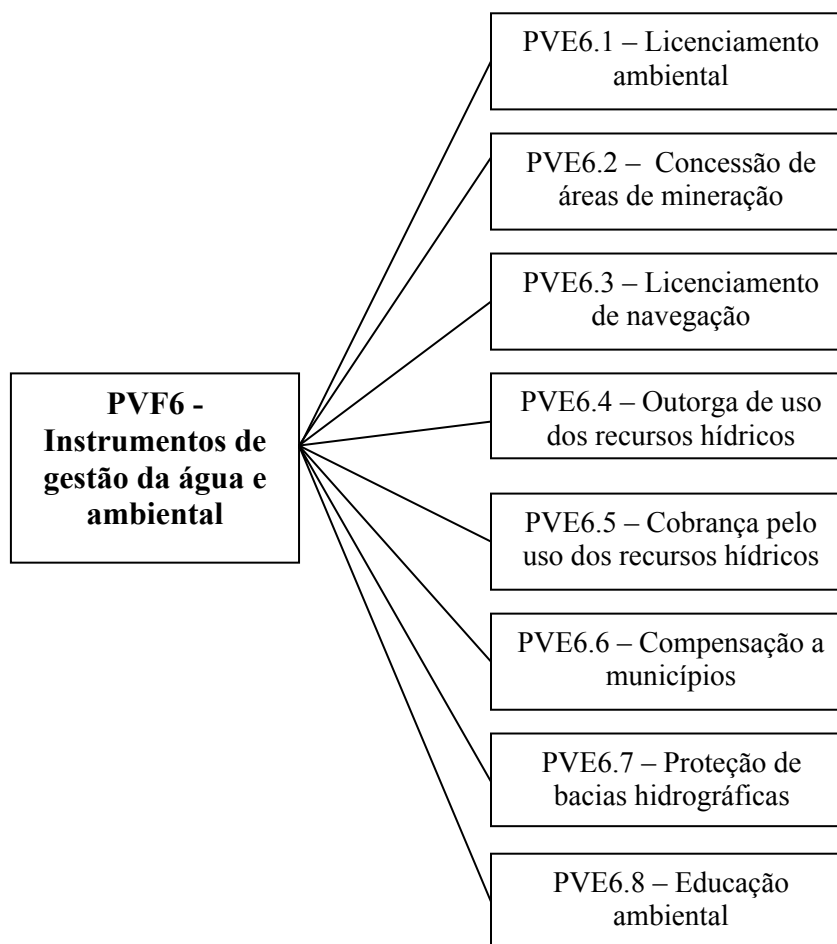 PVF6 -
Instrumentos de
gestão da água e
ambiental
PVE6.1 – Licenciamento
ambiental
PVE6.2 – Concessão de
áreas de mineração
PVE6.3 – Licenciamento
de navegação
PVE6.4 – Outorga de uso
dos recursos hídricos
PVE6.5 – Cobrança pelo
uso dos recursos hídricos
PVE6.6 – Compensação a
municípios
PVE6.7 – Proteção de
bacias hidrográficas
PVE6.8 – Educação
ambiental